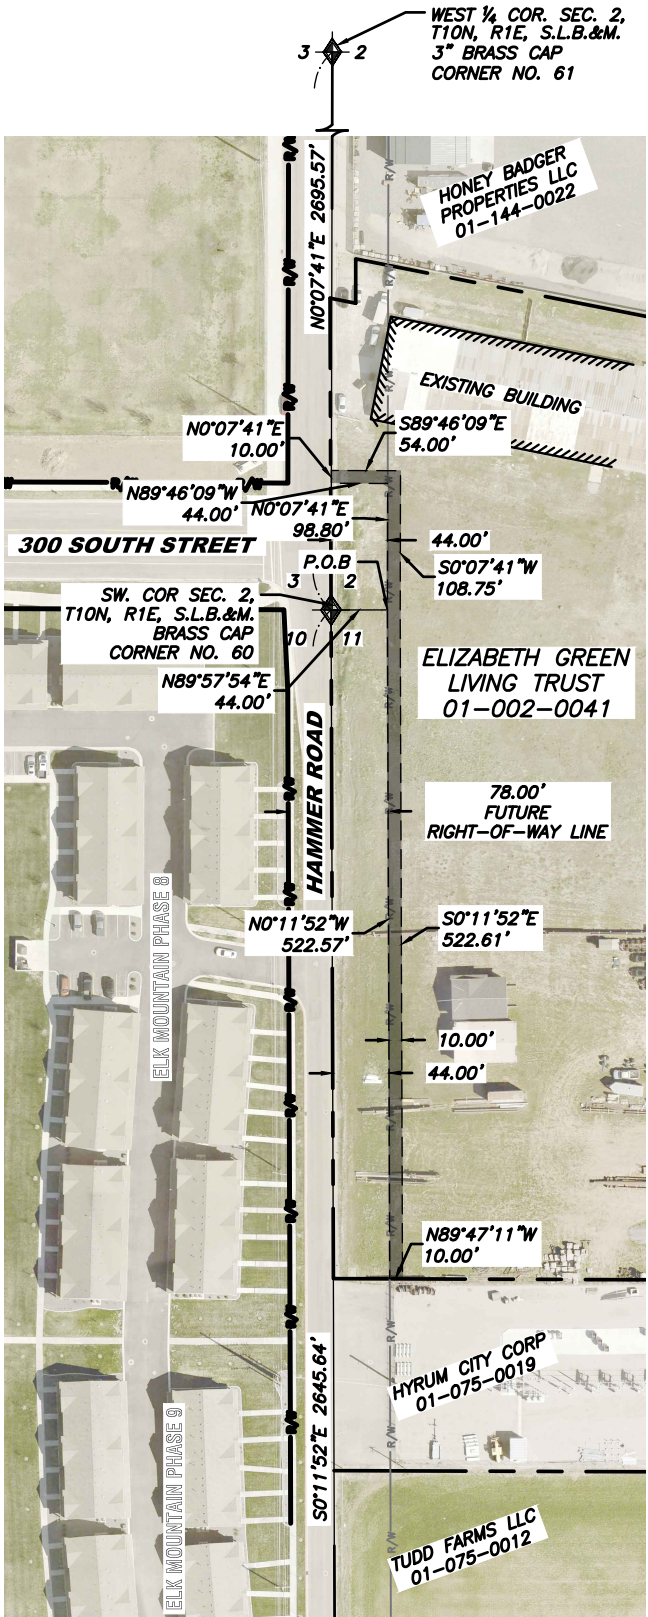 WEST ¼ COR. SEC. 2,
T10N, R1E, S.L.B.&M.
3" BRASS CAP
CORNER NO. 61
3 2
R/W
R/W
N0°07'41"E 2695.57'
HONEY BADGER
PROPERTIES LLC
01-144-0022
R/W
R/W
R/W
EXISTING BUILDING
R/W
N0°07'41"E
10.00'
S89°46'09"E
54.00'
R/W
R/W
R/W
N89°46'09"W
44.00'
N0°07'41"E
98.80'
300 SOUTH STREET
44.00'
P.O.B
S0°07'41"W
108.75'
3 2
SW. COR SEC. 2,
T10N, R1E, S.L.B.&M.
BRASS CAP
CORNER NO. 60
R/W
10 11
N89°57'54"E
44.00'
ELIZABETH GREEN
LIVING TRUST
01-002-0041
R/W
HAMMER ROAD
R/W
R/W
78.00'
FUTURE
RIGHT-OF-WAY LINE
ELK MOUNTAIN PHASE 8
R/W
R/W
N0°11'52"W
522.57'
S0°11'52"E
522.61'
R/W
R/W
10.00'
44.00'
R/W
R/W
R/W
R/W
N89°47'11"W
10.00'
R/W
R/W
S0°11'52"E 2645.64'
HYRUM CITY CORP
01-075-0019
ELK MOUNTAIN PHASE 9
R/W
R/W
TUDD FARMS LLC
01-075-0012
R/W